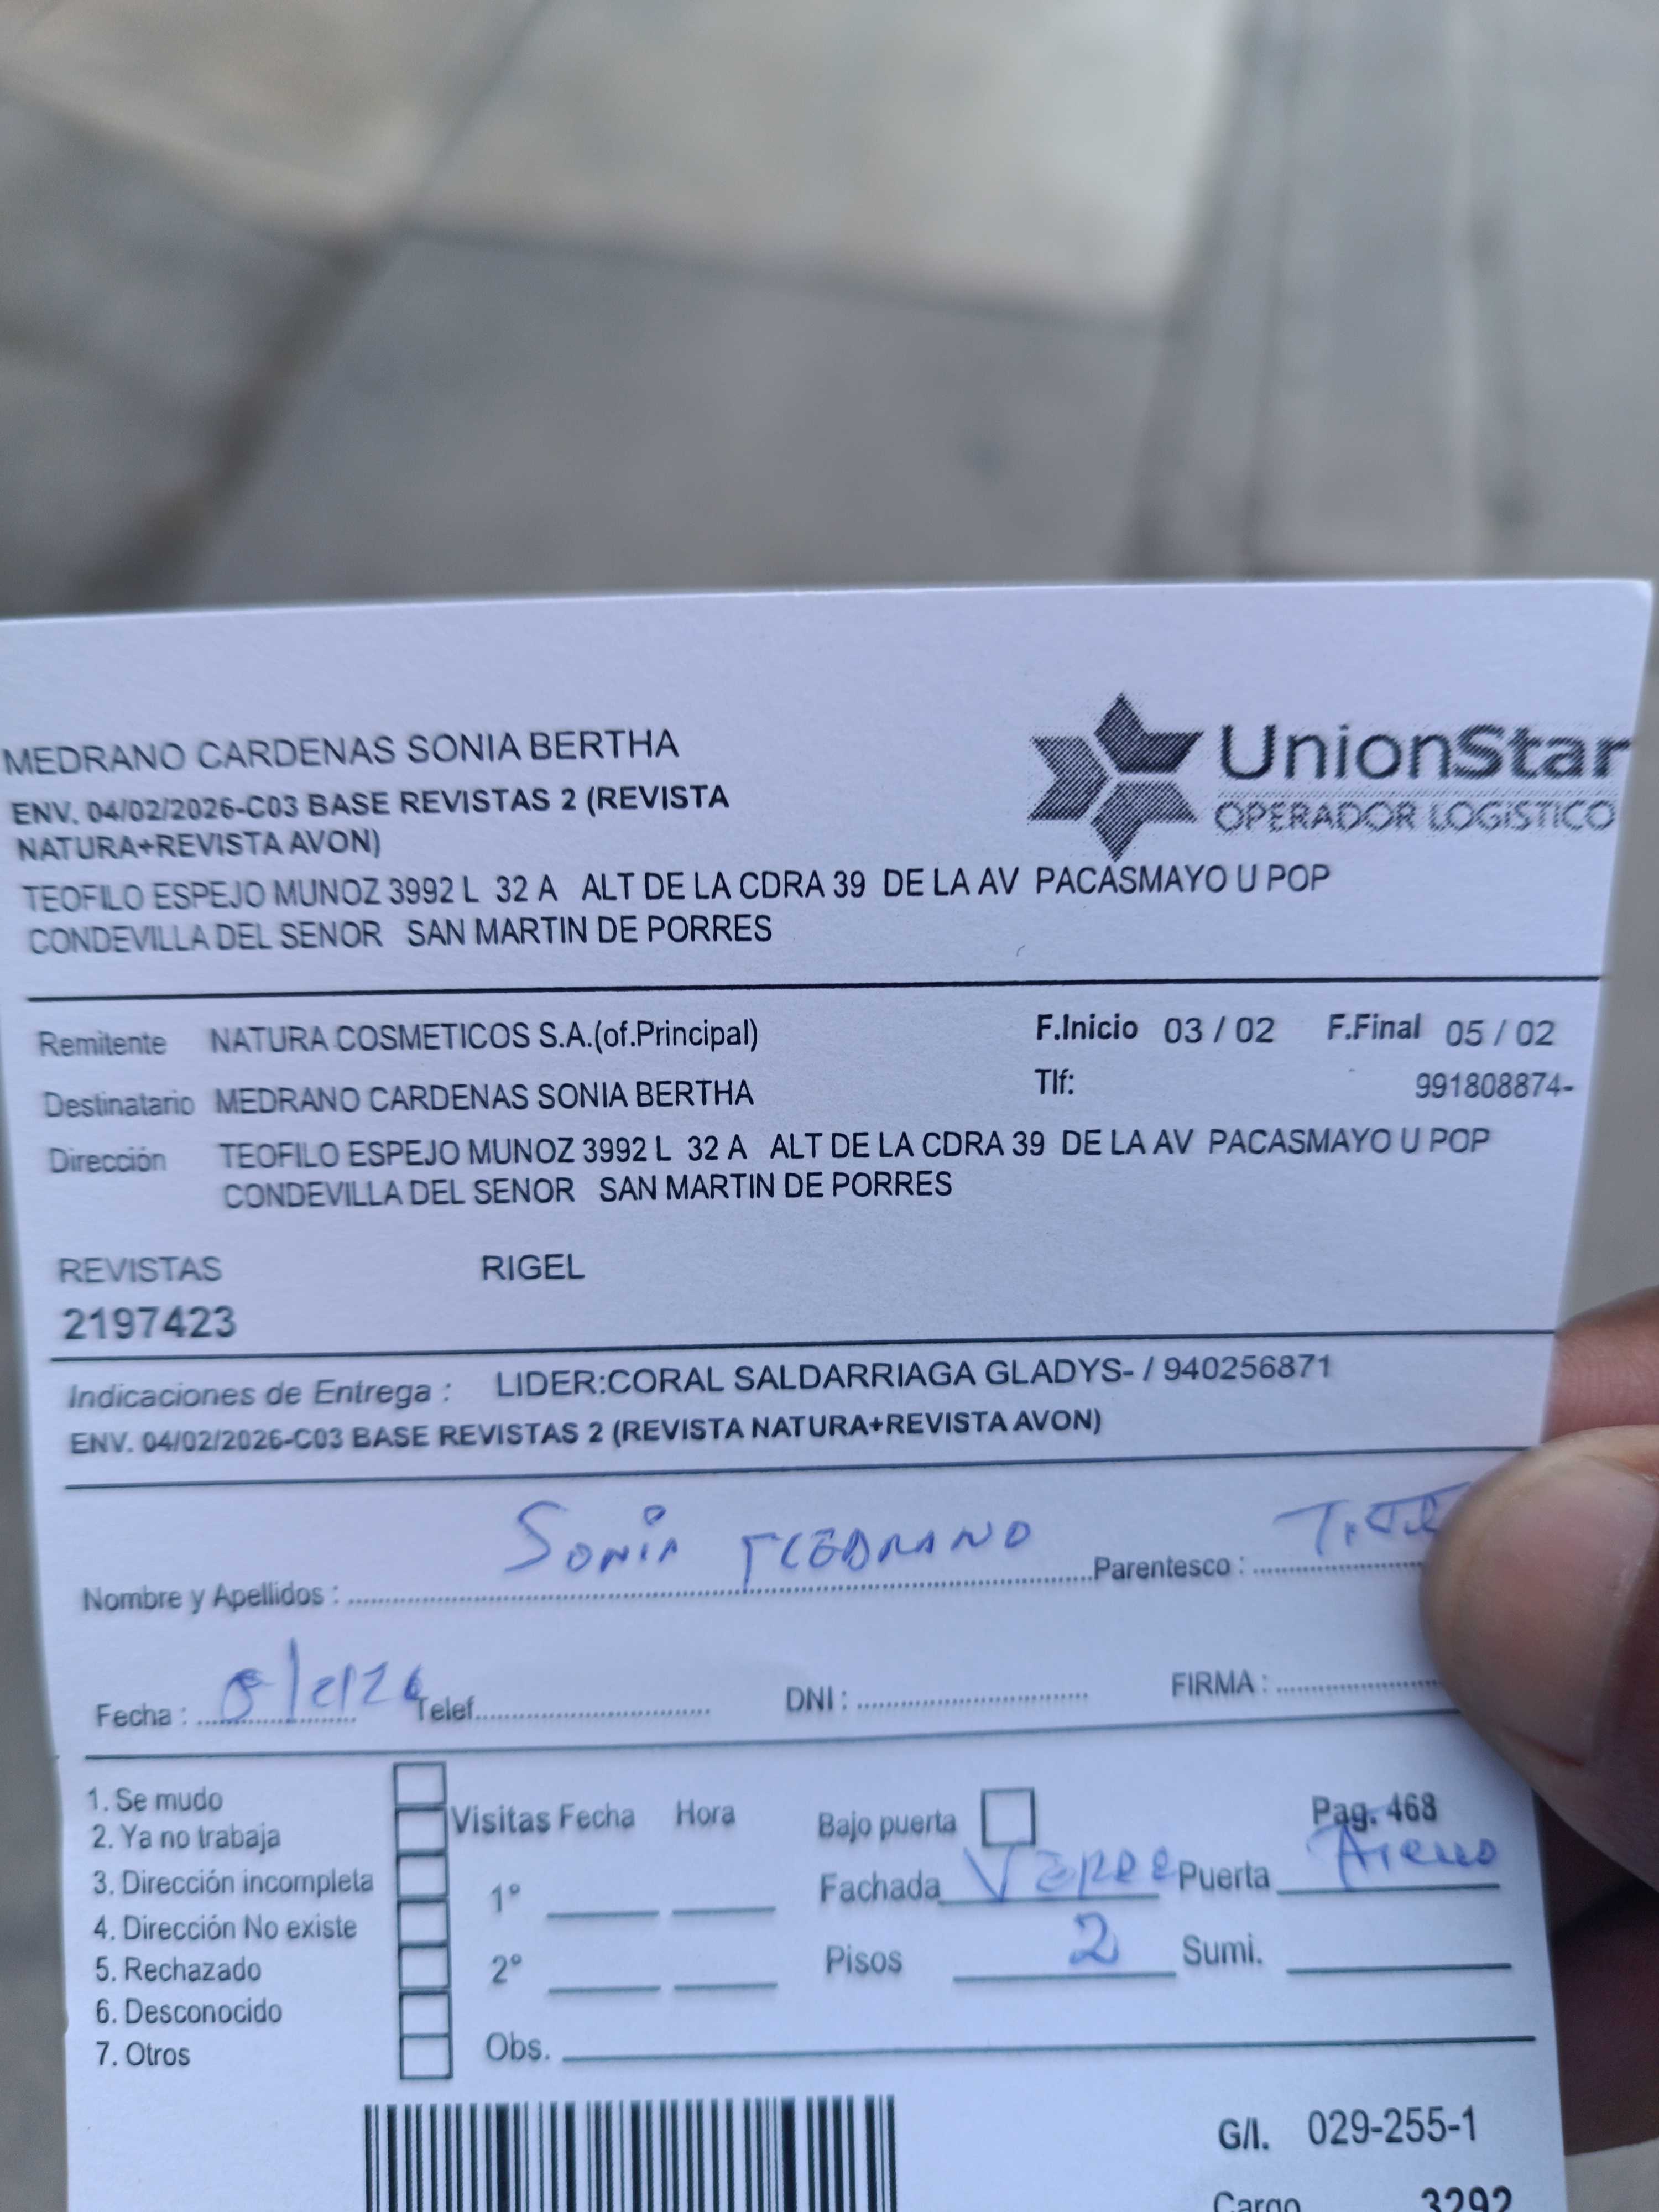 MEDRANO CARDENAS SONIA BERTHA
UnionStar
OPERADOR LOGíSTICO
ENV. 04/02/2026-C03 BASE REVISTAS 2 (REVISTA
NATURA+REVISTA AVON)
TEOFILO ESPEJO MUNOZ 3992 L 32 A ALT DE LA CDRA 39 DE LA AV PACASMAYO U POP
CONDEVILLA DEL SENOR SAN MARTIN DE PORRES
Remitente NATURA COSMETICOS S.A.(of.Principal) F.Inicio 03 / 02 F.Final 05 / 02
Destinatario MEDRANO CARDENAS SONIA BERTHA Tlf: 991808874-
Dirección TEOFILO ESPEJO MUNOZ 3992 L 32 A ALT DE LA CDRA 39 DE LA AV PACASMAYO U POP
CONDEVILLA DEL SENOR SAN MARTIN DE PORRES
REVISTAS RIGEL
2197423
Indicaciones de Entrega : LIDER:CORAL SALDARRIAGA GLADYS- / 940256871
ENV. 04/02/2026-C03 BASE REVISTAS 2 (REVISTA NATURA+REVISTA AVON)
Nombre y Apellidos : Sonia MEDRANO Parentesco :
Fecha : Telef. DNI : FIRMA :
1. Se mudo
2. Ya no trabaja
3. Dirección incompleta
4. Dirección No existe
5. Rechazado
6. Desconocido
7. Otros
Visitas Fecha Hora
1°
2°
Obs.
Bajo puerta Pag. 468
Fachada Verde Puerta
Pisos 2 Sumi.
G/I. 029-255-1
Cargo 3292